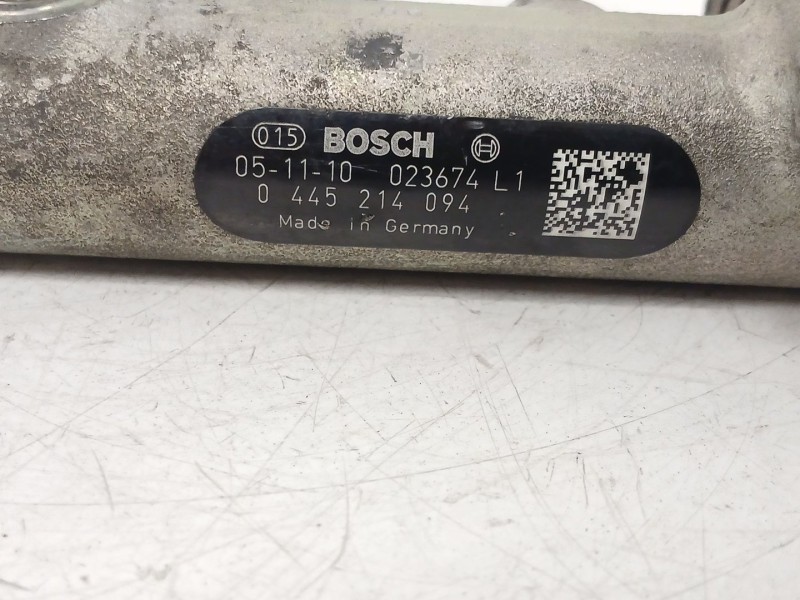 015 BOSCH
05-11-10 023674 L1
0 445 214 094
Made in Germany